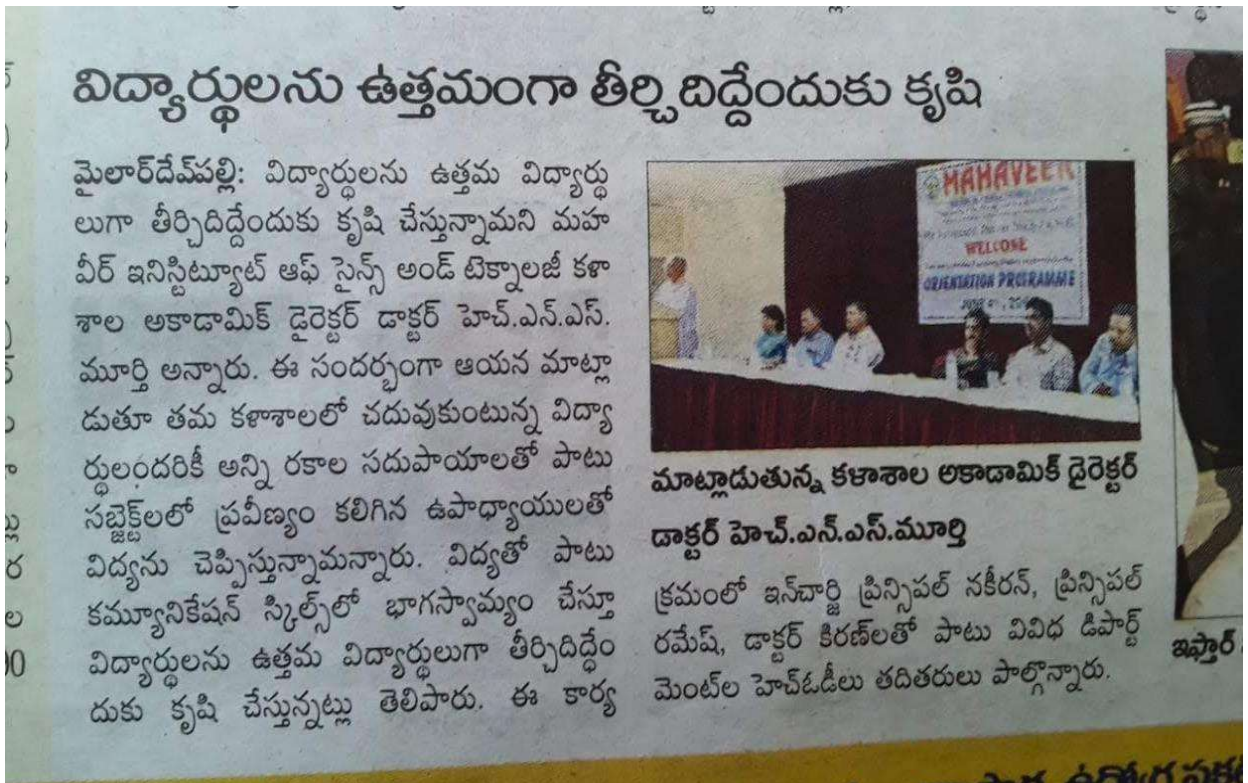 విద్యార్థులను ఉత్తమంగా తీర్చిదిద్దేందుకు కృషి
మైలార్‌దేవ్‌పల్లి: విద్యార్థులను ఉత్తమ విద్యార్థు
లుగా తీర్చిదిద్దేందుకు కృషి చేస్తున్నామని మహ
వీర్ ఇనిస్టిట్యూట్ ఆఫ్ సైన్స్ అండ్ టెక్నాలజీ కళా
శాల అకాడామిక్ డైరెక్టర్ డాక్టర్ హెచ్.ఎన్.ఎస్.
మూర్తి అన్నారు. ఈ సందర్భంగా ఆయన మాట్లా
డుతూ తమ కళాశాలలో చదువుకుంటున్న విద్యా
ర్థులందరికీ అన్ని రకాల సదుపాయాలతో పాటు
సబ్జెక్ట్‌లలో ప్రవీణ్యం కలిగిన ఉపాధ్యాయులతో
విద్యను చెప్పిస్తున్నామన్నారు. విద్యతో పాటు
కమ్యూనికేషన్ స్కిల్స్‌లో భాగస్వామ్యం చేస్తూ
విద్యార్థులను ఉత్తమ విద్యార్థులుగా తీర్చిదిద్ధేం
దుకు కృషి చేస్తున్నట్లు తెలిపారు. ఈ కార్య
MAHAVEER
WELCOME
ORIENTATION PROGRAMME
మాట్లాడుతున్న కళాశాల అకాడామిక్ డైరెక్టర్
డాక్టర్ హెచ్.ఎన్.ఎస్.మూర్తి
క్రమంలో ఇన్‌చార్జి ప్రిన్సిపల్ నకీరన్, ప్రిన్సిపల్
రమేష్, డాక్టర్ కిరణ్‌లతో పాటు వివిధ డిపార్ట్
మెంట్‌ల హెచ్‌ఓడీలు తదితరులు పాల్గొన్నారు.
ఇఫ్తార్